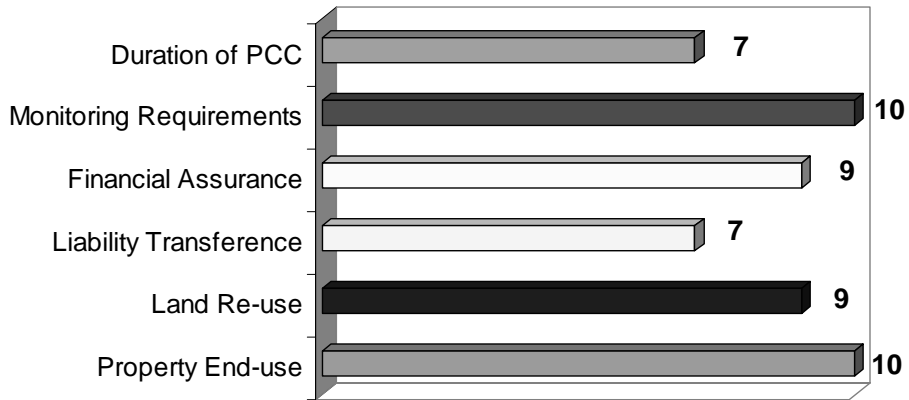 Duration of PCC 7
Monitoring Requirements 10
Financial Assurance 9
Liability Transference 7
Land Re-use 9
Property End-use 10